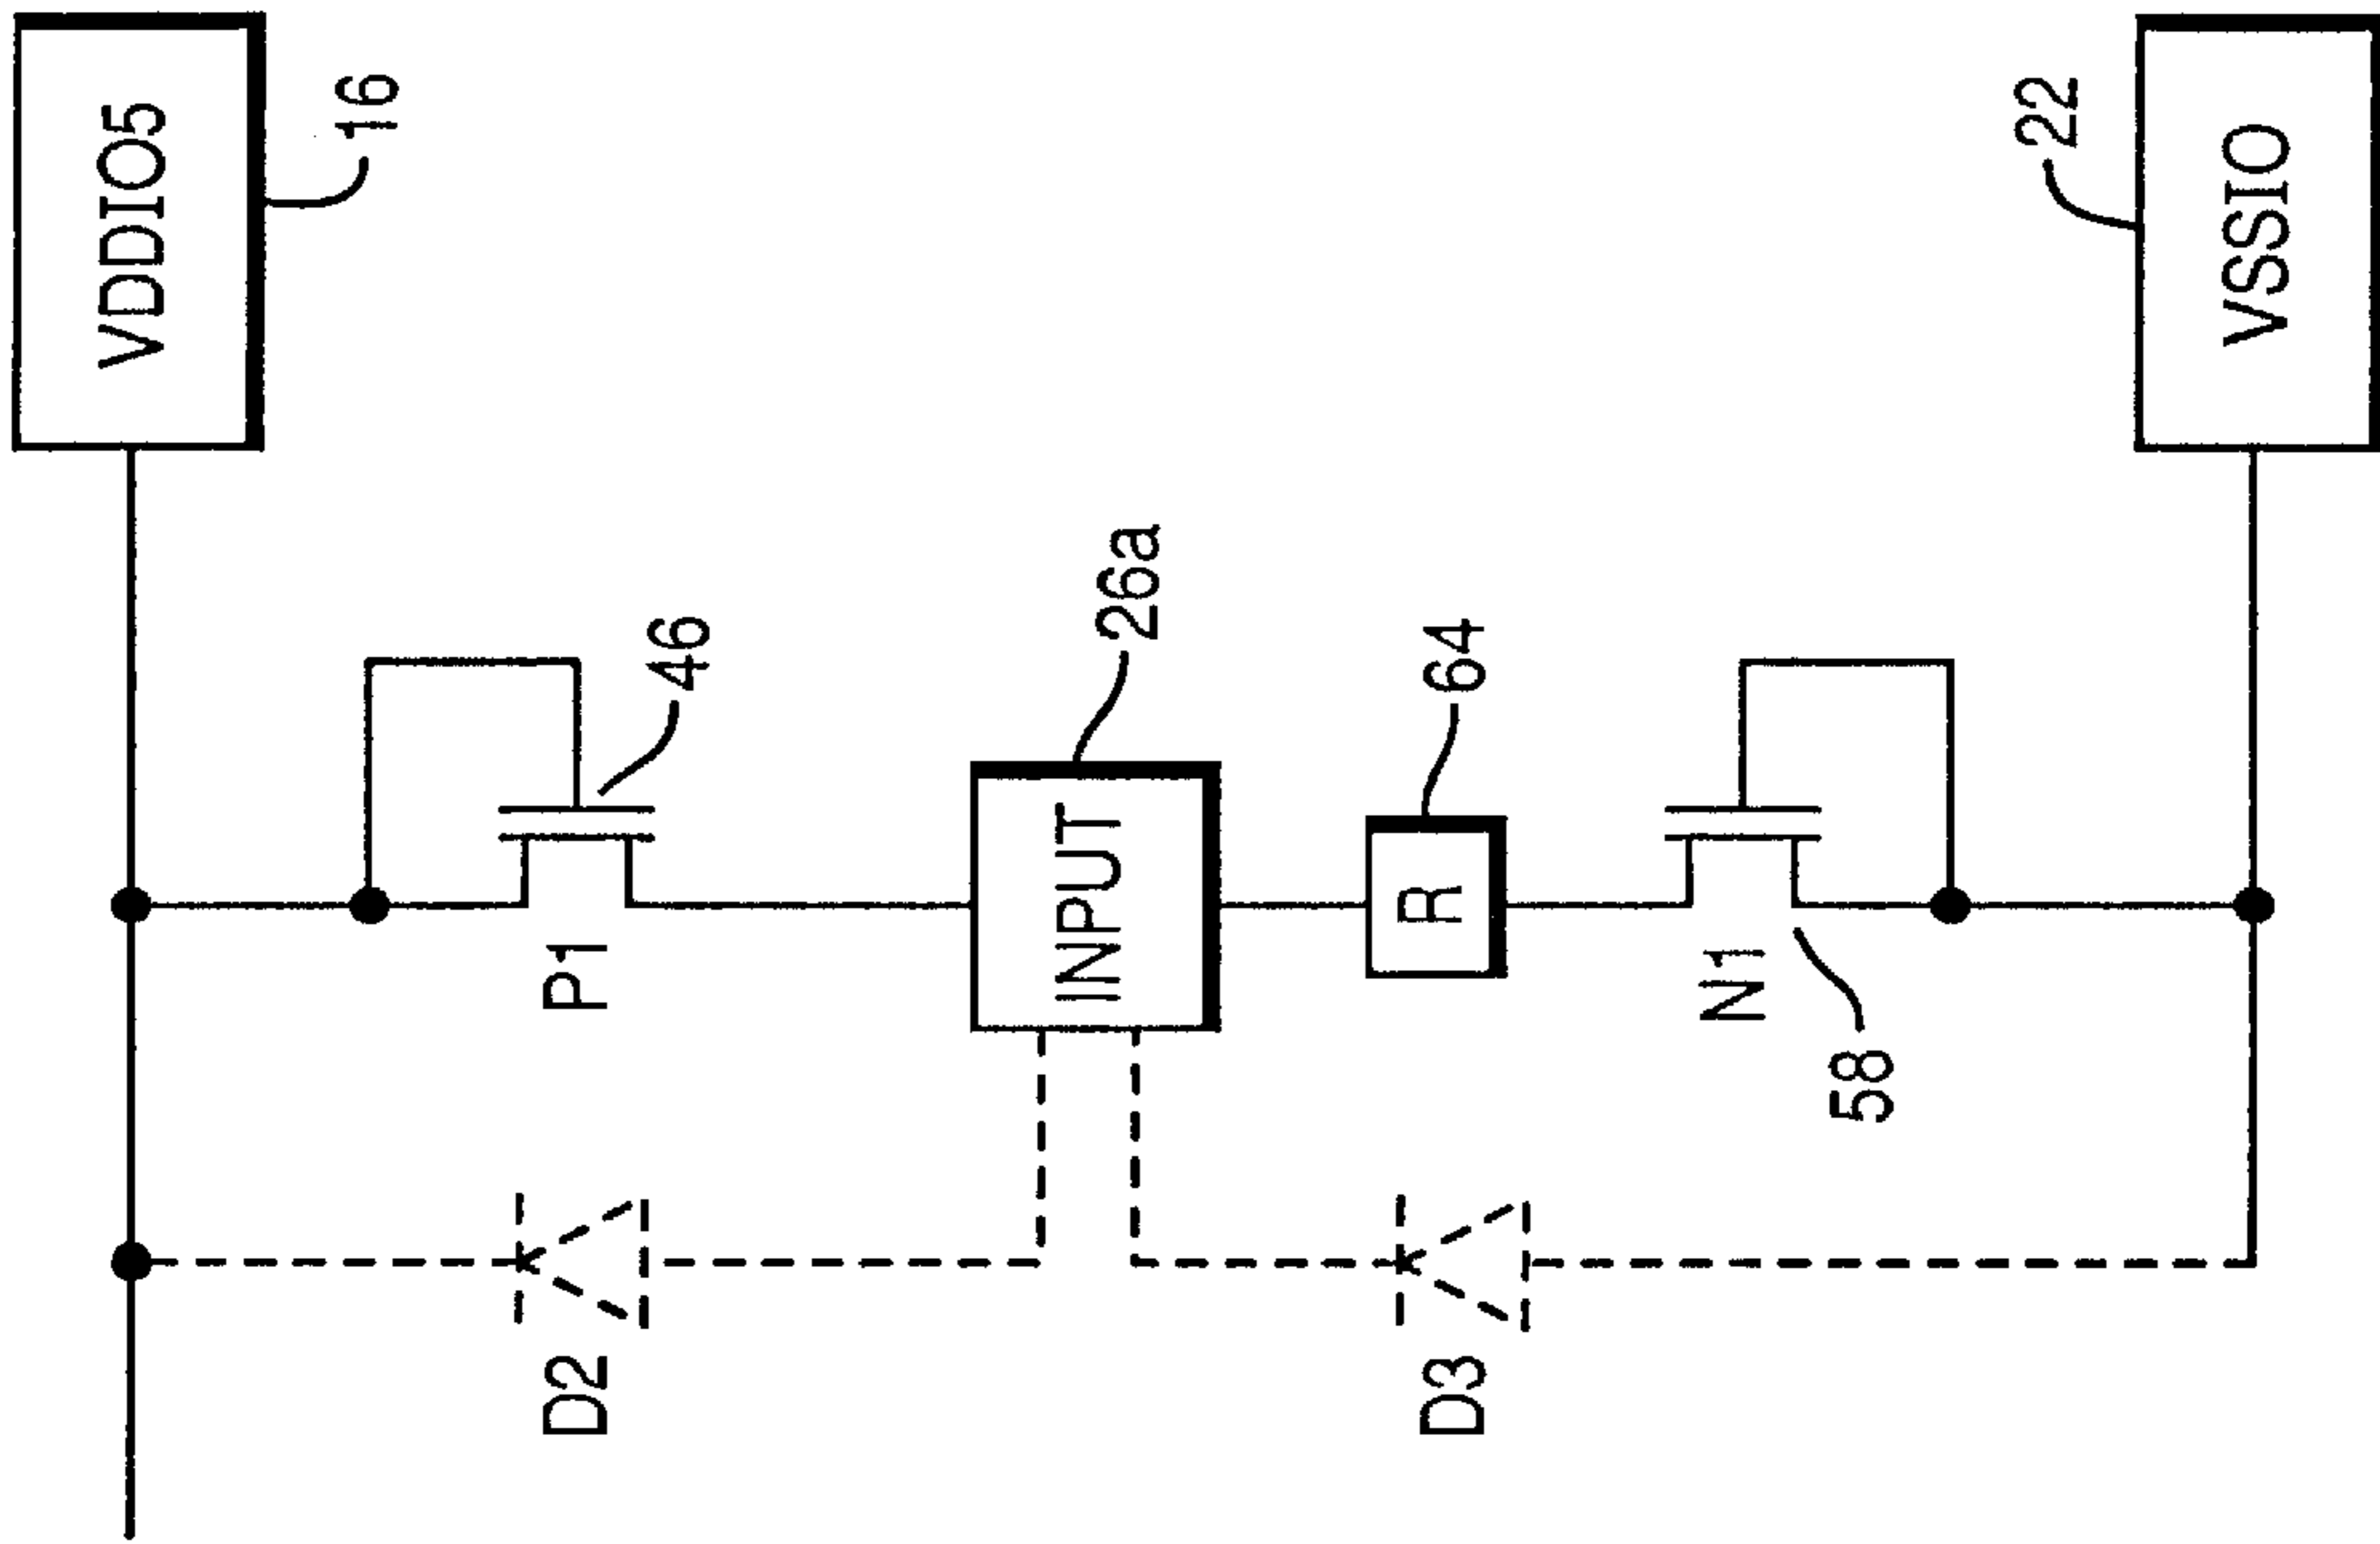 VDDIO5
16
D2
P1
46
INPUT
26a
D3
R
64
N1
58
22
VSSIO